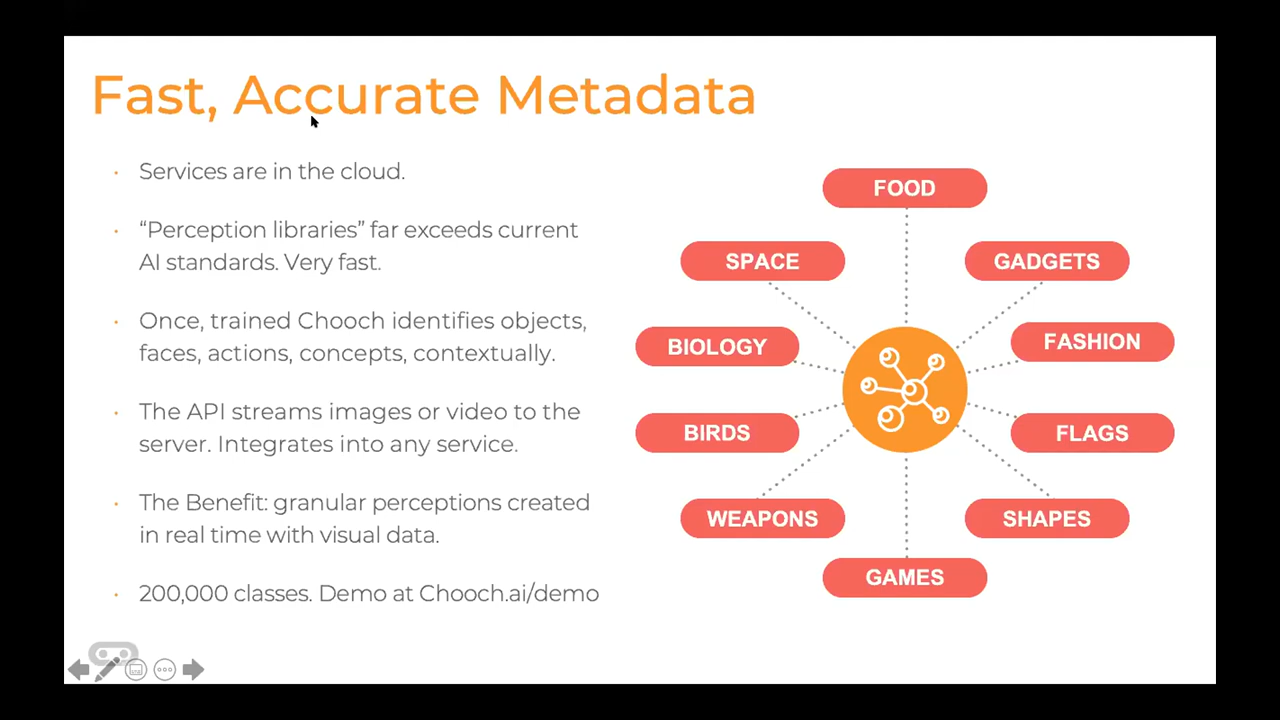 Fast, Accurate Metadata
· Services are in the cloud.
· “Perception libraries” far exceeds current
AI standards. Very fast.
· Once, trained Chooch identifies objects,
faces, actions, concepts, contextually.
· The API streams images or video to the
server. Integrates into any service.
· The Benefit: granular perceptions created
in real time with visual data.
· 200,000 classes. Demo at Chooch.ai/demo
FOOD
SPACE
GADGETS
BIOLOGY
FASHION
BIRDS
FLAGS
WEAPONS
SHAPES
GAMES